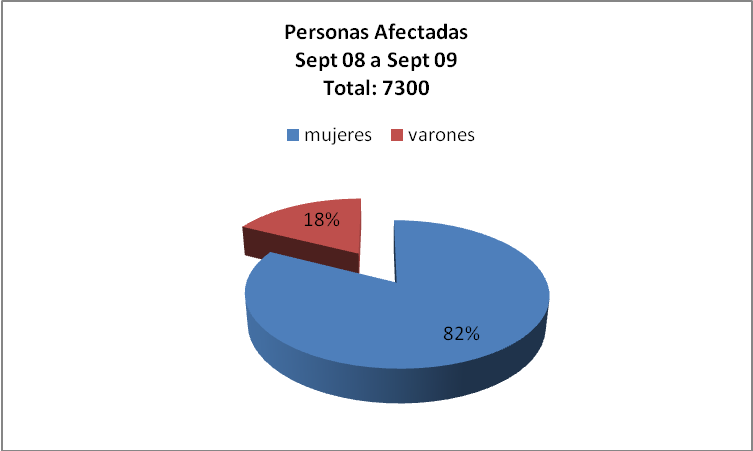 Personas Afectadas
Sept 08 a Sept 09
Total: 7300
mujeres varones
18%
82%